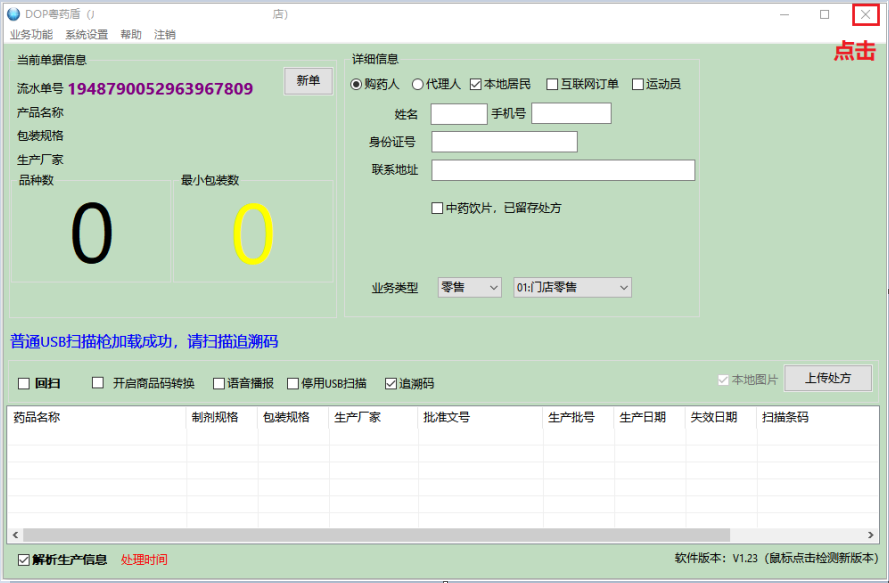 DOP粤药盾（ 店）
业务功能 系统设置 帮助 注销
点击
当前单据信息
流水单号 1948790052963967809 新单
产品名称
包装规格
生产厂家
品种数 最小包装数
0 0
详细信息
购药人 代理人 本地居民 互联网订单 运动员
姓名 手机号
身份证号
联系地址
中药饮片，已留存处方
业务类型 零售 01:门店零售
普通USB扫描枪加载成功，请扫描追溯码
回扫 开启商品码转换 语音播报 停用USB扫描 追溯码 本地图片 上传处方
药品名称 制剂规格 包装规格 生产厂家 批准文号 生产批号 生产日期 失效日期 扫描条码
解析生产信息 处理时间 软件版本：V1.23（鼠标点击检测新版本）